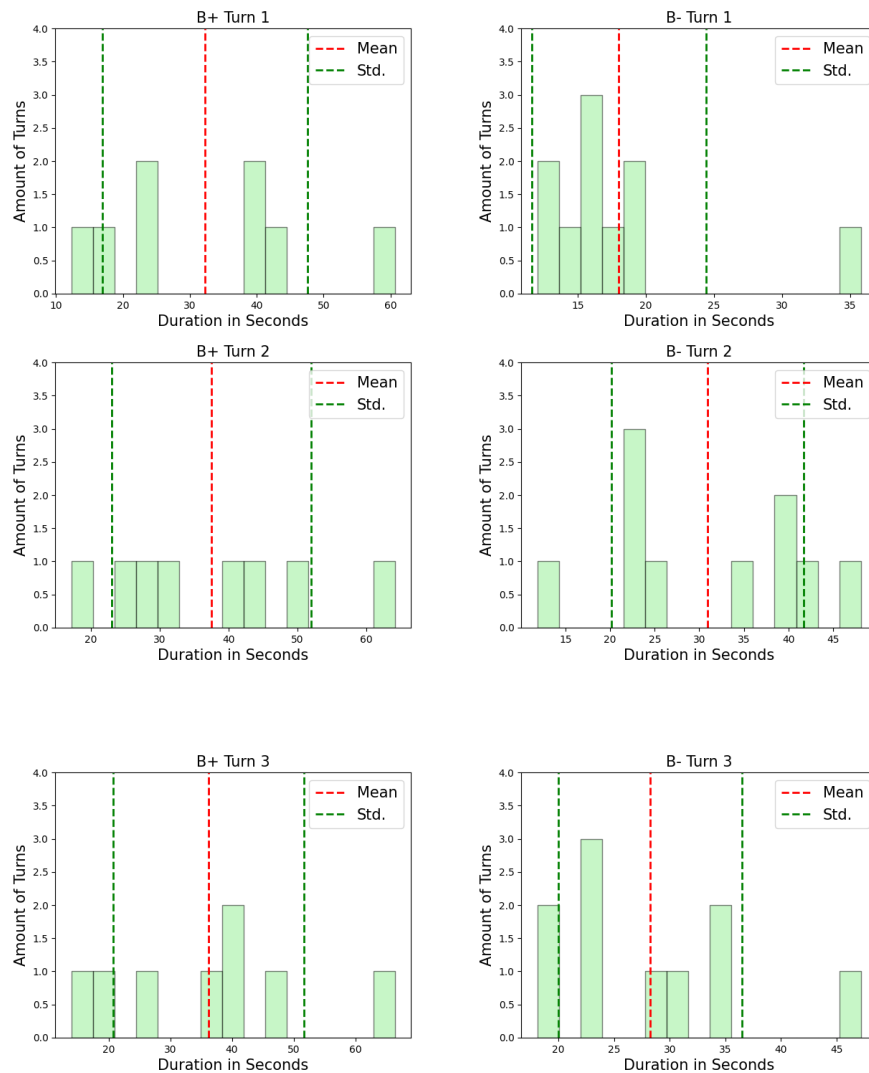 B+ Turn 1
Amount of Turns
4.0
3.5
3.0
2.5
2.0
1.5
1.0
0.5
0.0
Mean
Std.
10 20 30 40 50 60
Duration in Seconds
B- Turn 1
Amount of Turns
4.0
3.5
3.0
2.5
2.0
1.5
1.0
0.5
0.0
Mean
Std.
15 20 25 30 35
Duration in Seconds
B+ Turn 2
Amount of Turns
4.0
3.5
3.0
2.5
2.0
1.5
1.0
0.5
0.0
Mean
Std.
20 30 40 50 60
Duration in Seconds
B- Turn 2
Amount of Turns
4.0
3.5
3.0
2.5
2.0
1.5
1.0
0.5
0.0
Mean
Std.
15 20 25 30 35 40 45
Duration in Seconds
B+ Turn 3
Amount of Turns
4.0
3.5
3.0
2.5
2.0
1.5
1.0
0.5
0.0
Mean
Std.
20 30 40 50 60
Duration in Seconds
B- Turn 3
Amount of Turns
4.0
3.5
3.0
2.5
2.0
1.5
1.0
0.5
0.0
Mean
Std.
20 25 30 35 40 45
Duration in Seconds